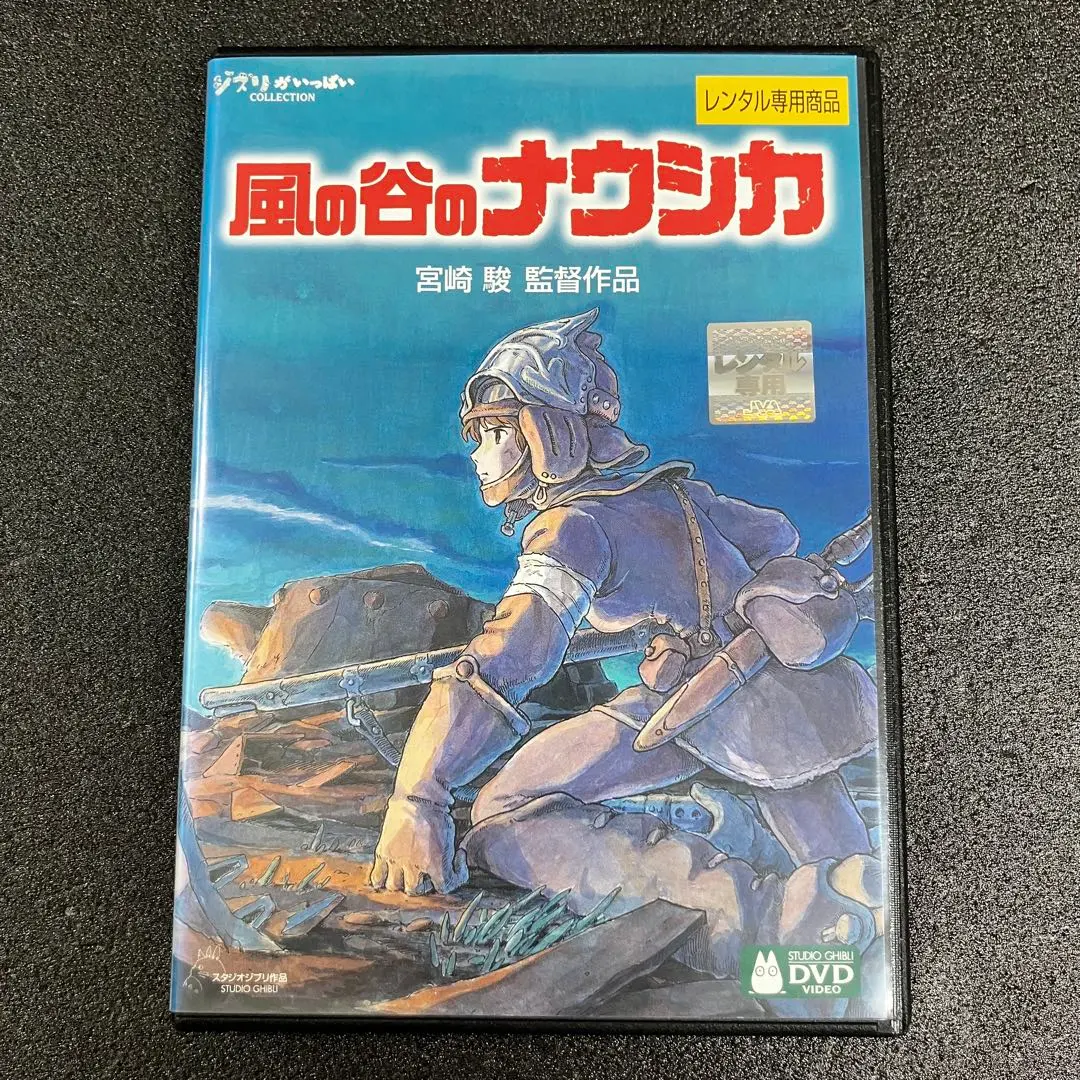 ジブリがいっぱい
COLLECTION
レンタル専用商品
風の谷のナウシカ
宮崎 駿 監督作品
レンタル
専用
JVA
スタジオジブリ作品
STUDIO GHIBLI
STUDIO GHIBLI
DVD
VIDEO